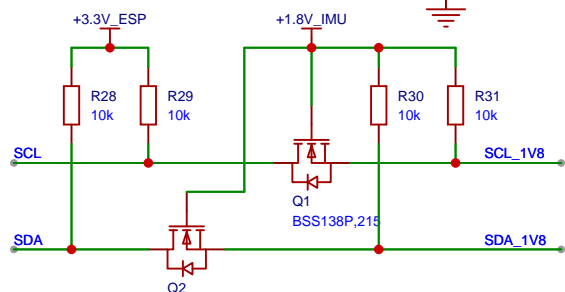 +3.3V_ESP
+1.8V_IMU
R28
10k
R29
10k
R30
10k
R31
10k
SCL
SCL_1V8
Q1
BSS138P,215
SDA
SDA_1V8
Q2